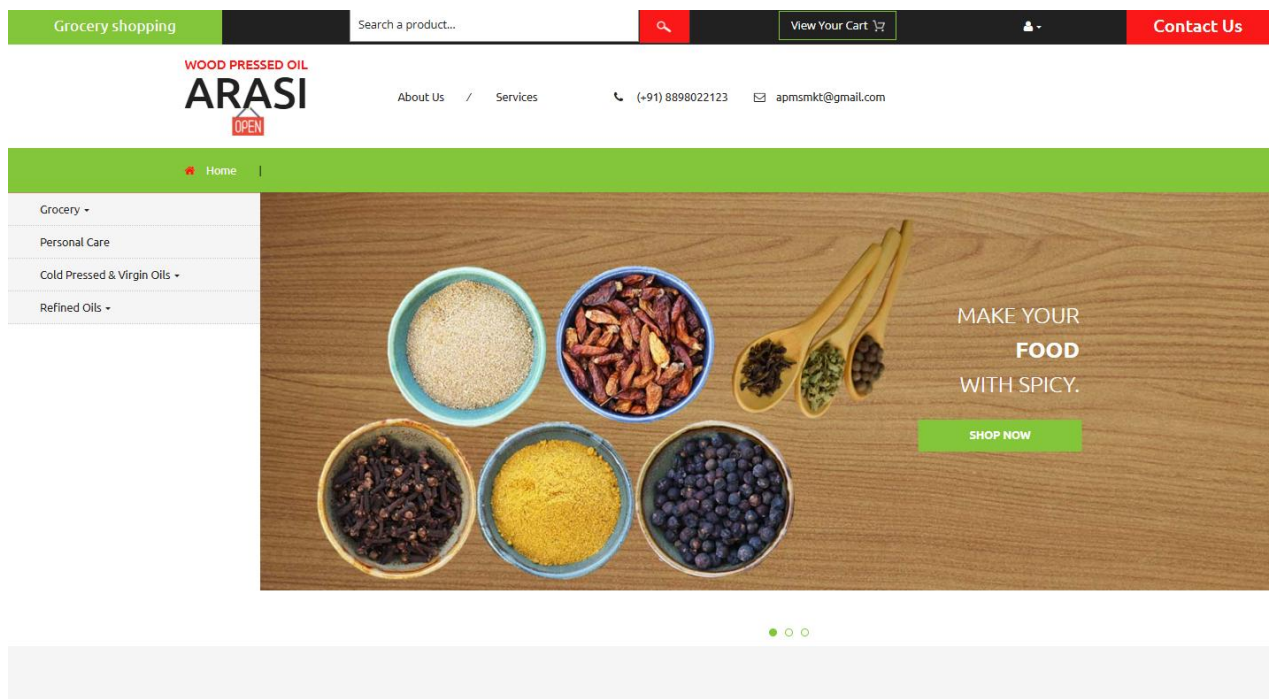 Grocery shopping
Search a product...
View Your Cart
Contact Us
WOOD PRESSED OIL
ARASI
OPEN
About Us / Services
(+91) 8898022123
apmsmkt@gmail.com
Home |
Grocery
Personal Care
Cold Pressed & Virgin Oils
Refined Oils
MAKE YOUR
FOOD
WITH SPICY.
SHOP NOW